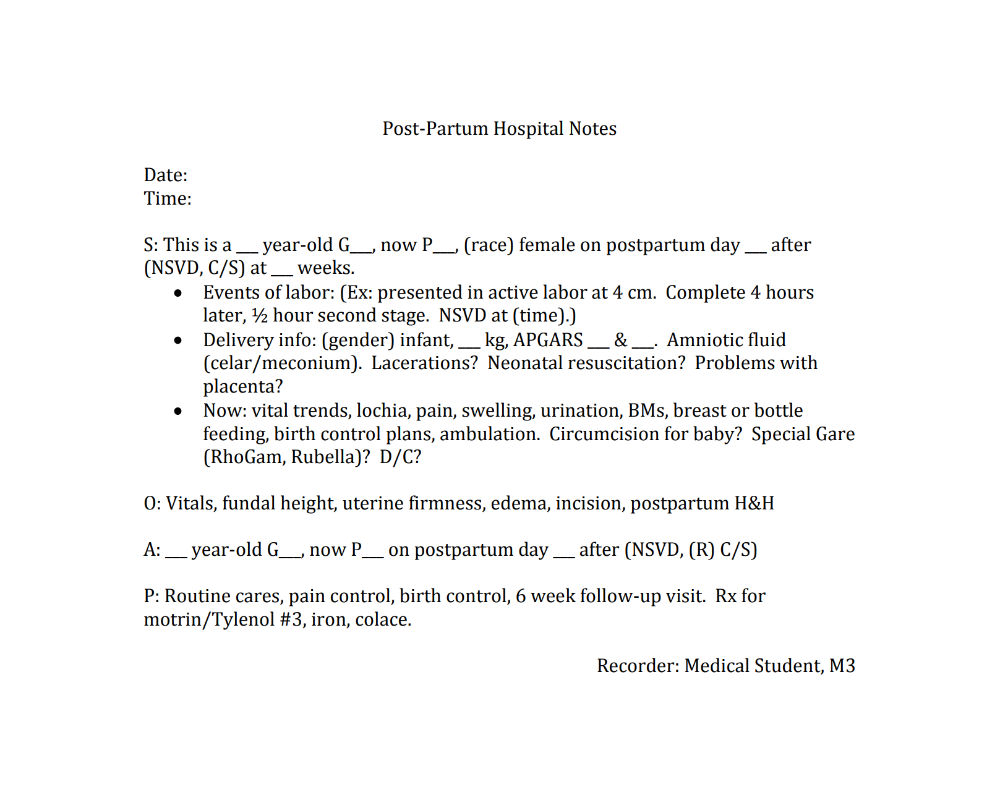 Post-Partum Hospital Notes
Date:
Time:
S: This is a ___ year-old G___, now P___, (race) female on postpartum day ___ after
(NSVD, C/S) at ___ weeks.
• Events of labor: (Ex: presented in active labor at 4 cm.  Complete 4 hours
later, ½ hour second stage.  NSVD at (time).)
• Delivery info: (gender) infant, ___ kg, APGARS ___ & ___.  Amniotic fluid
(celar/meconium).  Lacerations?  Neonatal resuscitation?  Problems with
placenta?
• Now: vital trends, lochia, pain, swelling, urination, BMs, breast or bottle
feeding, birth control plans, ambulation.  Circumcision for baby?  Special Gare
(RhoGam, Rubella)?  D/C?
O: Vitals, fundal height, uterine firmness, edema, incision, postpartum H&H
A: ___ year-old G___, now P___ on postpartum day ___ after (NSVD, (R) C/S)
P: Routine cares, pain control, birth control, 6 week follow-up visit.  Rx for
motrin/Tylenol #3, iron, colace.
Recorder: Medical Student, M3